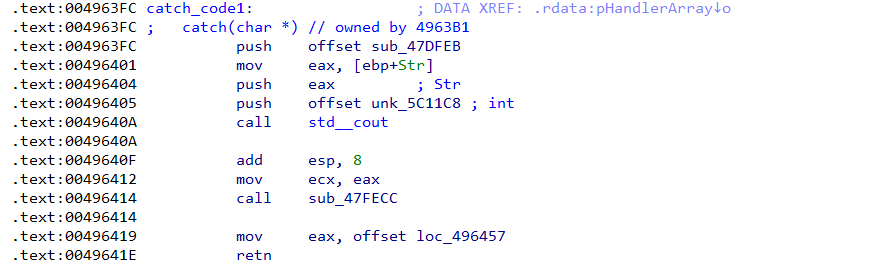 .text:004963FC catch_code1: ; DATA XREF: .rdata:pHandlerArray↓o
.text:004963FC ; catch(char *) // owned by 4963B1
.text:004963FC push offset sub_47DFEB
.text:00496401 mov eax, [ebp+Str]
.text:00496404 push eax ; Str
.text:00496405 push offset unk_5C11C8 ; int
.text:0049640A call std__cout
.text:0049640A
.text:0049640F add esp, 8
.text:00496412 mov ecx, eax
.text:00496414 call sub_47FECC
.text:00496414
.text:00496419 mov eax, offset loc_496457
.text:0049641E retn